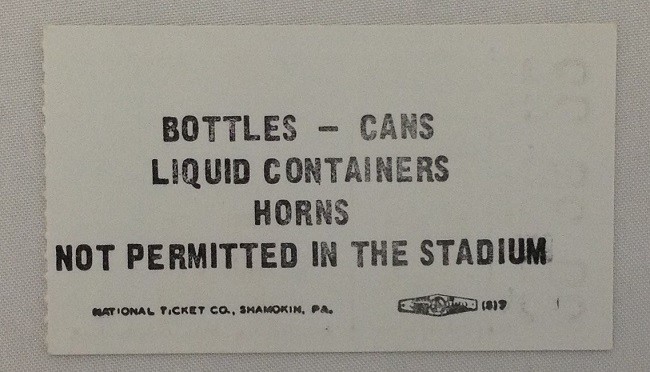 BOTTLES – CANS
LIQUID CONTAINERS
HORNS
NOT PERMITTED IN THE STADIUM
NATIONAL TICKET CO., SHAMOKIN, PA.